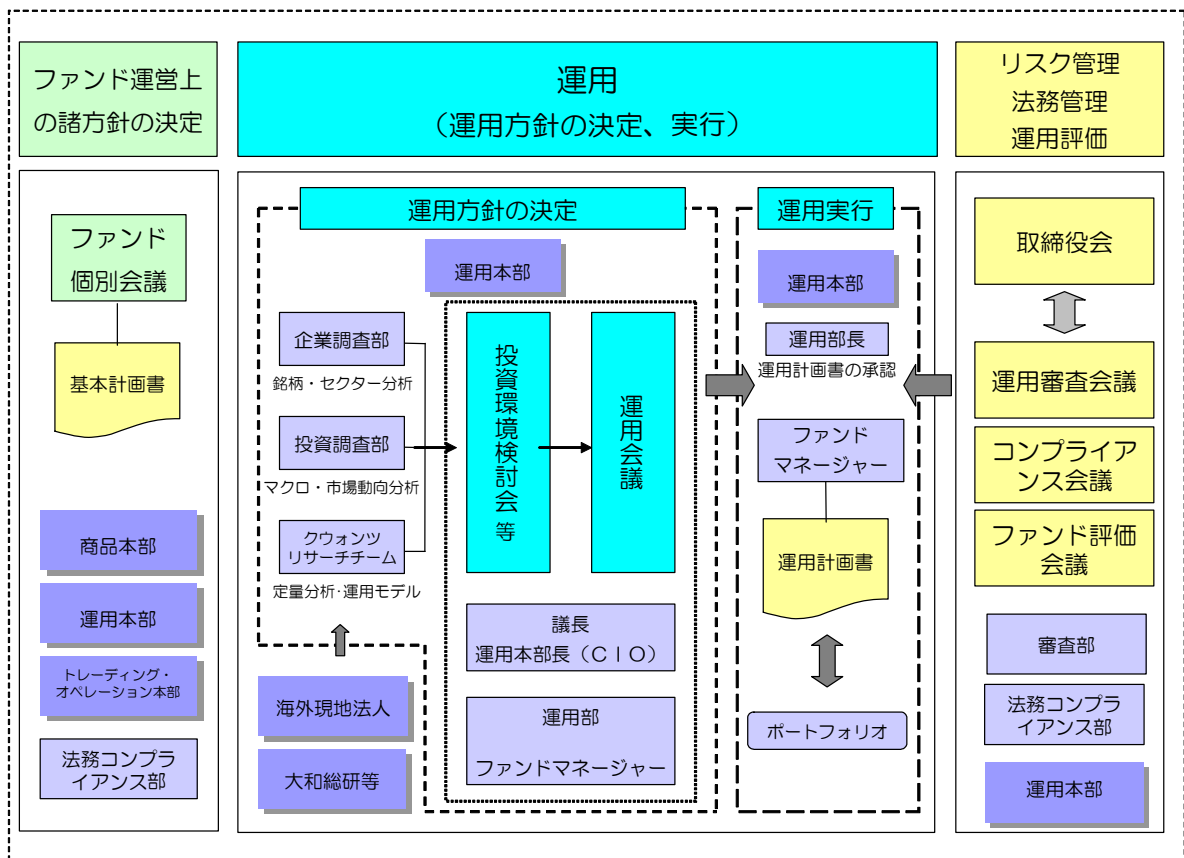 ファンド運営上
の諸方針の決定
運用
（運用方針の決定、実行）
リスク管理
法務管理
運用評価
ファンド
個別会議
基本計画書
商品本部
運用本部
トレーディング・
オペレーション本部
法務コンプラ
イアンス部
運用方針の決定
運用本部
企業調査部
銘柄・セクター分析
投資調査部
マクロ・市場動向分析
クウォンツ
リサーチチーム
定量分析・運用モデル
海外現地法人
大和総研等
投資環境検討会等
運用会議
議長
運用本部長（ＣＩＯ）
運用部
ファンドマネージャー
運用実行
運用本部
運用部長
運用計画書の承認
ファンド
マネージャー
運用計画書
ポートフォリオ
取締役会
運用審査会議
コンプライア
ンス会議
ファンド評価
会議
審査部
法務コンプラ
イアンス部
運用本部